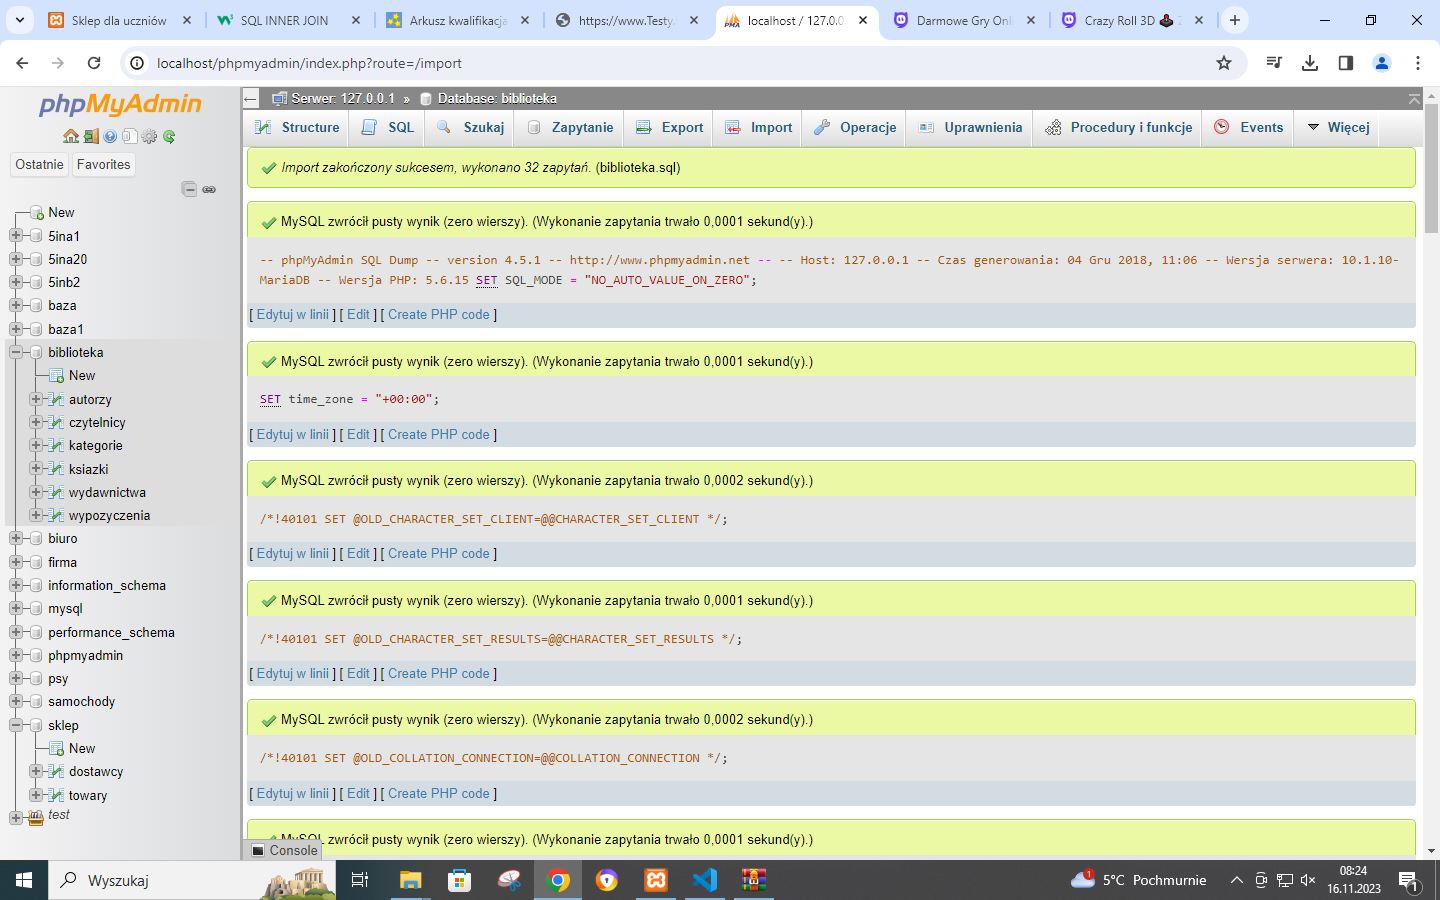 Sklep dla uczniów
SQL INNER JOIN
Arkusz kwalifikacja
https://www.Testy.
localhost / 127.0.0
Darmowe Gry Onl
Crazy Roll 3D
localhost/phpmyadmin/index.php?route=/import
phpMyAdmin
Ostatnie
Favorites
New
5ina1
5ina20
5inb2
baza
baza1
biblioteka
New
autorzy
czytelnicy
kategorie
ksiazki
wydawnictwa
wypozyczenia
biuro
firma
information_schema
mysql
performance_schema
phpmyadmin
psy
samochody
sklep
New
dostawcy
towary
test
Serwer: 127.0.0.1 » Database: biblioteka
Structure SQL Szukaj Zapytanie Export Import Operacje Uprawnienia Procedury i funkcje Events Więcej
Import zakończony sukcesem, wykonano 32 zapytań. (biblioteka.sql)
MySQL zwrócił pusty wynik (zero wierszy). (Wykonanie zapytania trwało 0,0001 sekund(y).)
-- phpMyAdmin SQL Dump -- version 4.5.1 -- http://www.phpmyadmin.net -- -- Host: 127.0.0.1 -- Czas generowania: 04 Gru 2018, 11:06 -- Wersja serwera: 10.1.10-
MariaDB -- Wersja PHP: 5.6.15 SET SQL_MODE = "NO_AUTO_VALUE_ON_ZERO";
[ Edytuj w linii ] [ Edit ] [ Create PHP code ]
MySQL zwrócił pusty wynik (zero wierszy). (Wykonanie zapytania trwało 0,0001 sekund(y).)
SET time_zone = "+00:00";
[ Edytuj w linii ] [ Edit ] [ Create PHP code ]
MySQL zwrócił pusty wynik (zero wierszy). (Wykonanie zapytania trwało 0,0002 sekund(y).)
/*!40101 SET @OLD_CHARACTER_SET_CLIENT=@@CHARACTER_SET_CLIENT */;
[ Edytuj w linii ] [ Edit ] [ Create PHP code ]
MySQL zwrócił pusty wynik (zero wierszy). (Wykonanie zapytania trwało 0,0001 sekund(y).)
/*!40101 SET @OLD_CHARACTER_SET_RESULTS=@@CHARACTER_SET_RESULTS */;
[ Edytuj w linii ] [ Edit ] [ Create PHP code ]
MySQL zwrócił pusty wynik (zero wierszy). (Wykonanie zapytania trwało 0,0002 sekund(y).)
/*!40101 SET @OLD_COLLATION_CONNECTION=@@COLLATION_CONNECTION */;
[ Edytuj w linii ] [ Edit ] [ Create PHP code ]
MySQL zwrócił pusty wynik (zero wierszy). (Wykonanie zapytania trwało 0,0001 sekund(y).)
Console
Wyszukaj
1
5°C Pochmurnie
08:24
16.11.2023
1